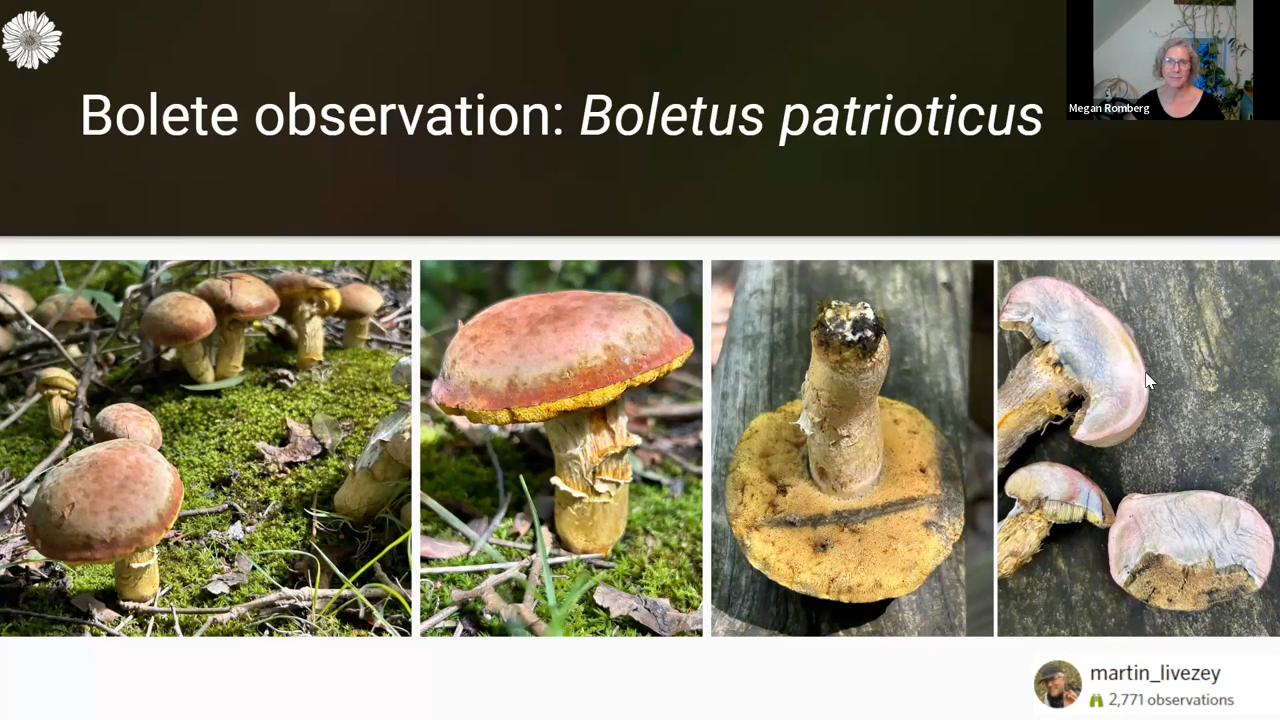 Bolete observation: Boletus patrioticus
Megan Romberg
martin_livezey
2,771 observations